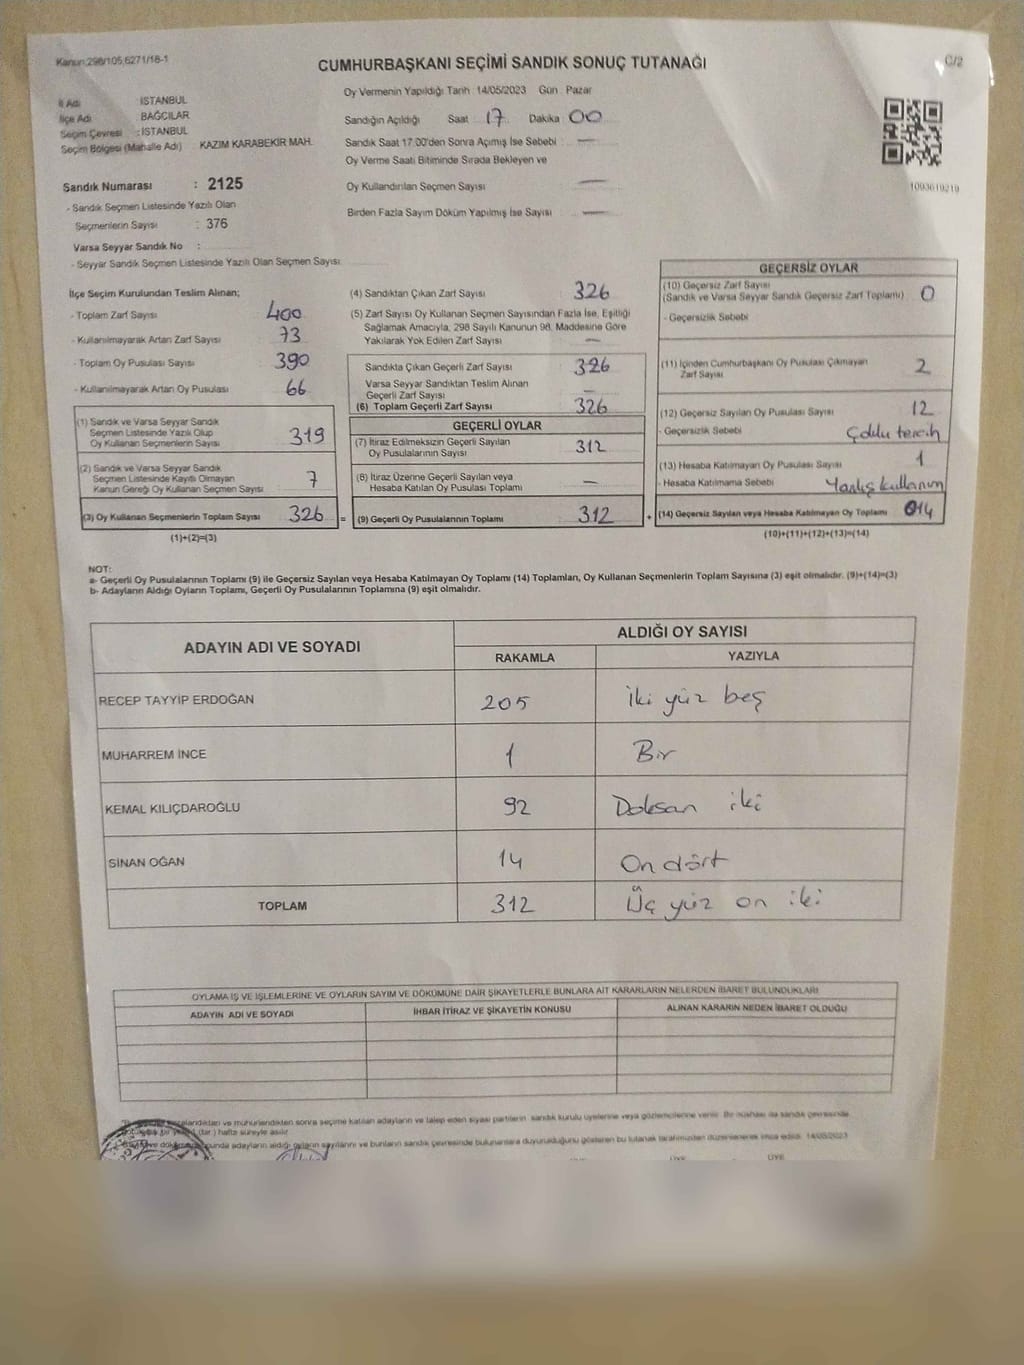 Kanun:298/105,6271/18-1
C/2
CUMHURBAŞKANI SEÇİMİ SANDIK SONUÇ TUTANAĞI
İl Adı İSTANBUL
İlçe Adı BAĞCILAR
Seçim Çevresi : İSTANBUL
Seçim Bölgesi (Mahalle Adı) KAZIM KARABEKİR MAH.
Oy Vermenin Yapıldığı Tarih : 14/05/2023 Gün : Pazar
Sandığın Açıldığı Saat 17 Dakika 00
Sandık Saat 17.00'den Sonra Açımış İse Sebebi : —
Oy Verme Saati Bitiminde Sırada Bekleyen ve
Oy Kullandırılan Seçmen Sayısı —
Birden Fazla Sayım Döküm Yapılmış İse Sayısı —
1093619219
Sandık Numarası : 2125
- Sandık Seçmen Listesinde Yazılı Olan
Seçmenlerin Sayısı : 376
Varsa Seyyar Sandık No :
- Seyyar Sandık Seçmen Listesinde Yazılı Olan Seçmen Sayısı:
İlçe Seçim Kurulundan Teslim Alınan;
- Toplam Zarf Sayısı 400
- Kullanılmayarak Artan Zarf Sayısı 73
- Toplam Oy Pusulası Sayısı 390
- Kullanılmayarak Artan Oy Pusulası 66
(1) Sandık ve Varsa Seyyar Sandık
Seçmen Listesinde Yazılı Olup
Oy Kullanan Seçmenlerin Sayısı 319
(2) Sandık ve Varsa Seyyar Sandık
Seçmen Listesinde Kayıtlı Olmayan
Kanun Gereği Oy Kullanan Seçmen Sayısı 7
(3) Oy Kullanan Seçmenlerin Toplam Sayısı 326 =
(1)+(2)=(3)
(4) Sandıktan Çıkan Zarf Sayısı 326
(5) Zarf Sayısı Oy Kullanan Seçmen Sayısından Fazla İse, Eşitliği
Sağlamak Amacıyla, 298 Sayılı Kanunun 98. Maddesine Göre
Yakılarak Yok Edilen Zarf Sayısı —
Sandıkta Çıkan Geçerli Zarf Sayısı 326
Varsa Seyyar Sandıktan Teslim Alınan
Geçerli Zarf Sayısı —
(6) Toplam Geçerli Zarf Sayısı 326
GEÇERLİ OYLAR
(7) İtiraz Edilmeksizin Geçerli Sayılan
Oy Pusulalarının Sayısı 312
(8) İtiraz Üzerine Geçerli Sayılan veya
Hesaba Katılan Oy Pusulası Toplamı —
(9) Geçerli Oy Pusulalarının Toplamı 312 +
GEÇERSİZ OYLAR
(10) Geçersiz Zarf Sayısı
(Sandık ve Varsa Seyyar Sandık Geçersiz Zarf Toplamı) 0
- Geçersizlik Sebebi
(11) İçinden Cumhurbaşkanı Oy Pusulası Çıkmayan
Zarf Sayısı 2
(12) Geçersiz Sayılan Oy Pusulası Sayısı 12
- Geçersizlik Sebebi Çoklu tercih
(13) Hesaba Katılmayan Oy Pusulası Sayısı 1
- Hesaba Katılmama Sebebi Yanlış kullanım
(14) Geçersiz Sayılan veya Hesaba Katılmayan Oy Toplamı 14
(10)+(11)+(12)+(13)=(14)
NOT:
a- Geçerli Oy Pusulalarının Toplamı (9) ile Geçersiz Sayılan veya Hesaba Katılmayan Oy Toplamı (14) Toplamları, Oy Kullanan Seçmenlerin Toplam Sayısına (3) eşit olmalıdır. (9)+(14)=(3)
b- Adayların Aldığı Oyların Toplamı, Geçerli Oy Pusulalarının Toplamına (9) eşit olmalıdır.
ADAYIN ADI VE SOYADI ALDIĞI OY SAYISI
RAKAMLA YAZIYLA
RECEP TAYYİP ERDOĞAN 205 İki yüz beş
MUHARREM İNCE 1 Bir
KEMAL KILIÇDAROĞLU 92 Doksan iki
SİNAN OĞAN 14 On dört
TOPLAM 312 Üç yüz on iki
OYLAMA İŞ VE İŞLEMLERİNE VE OYLARIN SAYIM VE DÖKÜMÜNE DAİR ŞİKAYETLERLE BUNLARA AİT KARARLARIN NELERDEN İBARET BULUNDUKLARI
ADAYIN ADI VE SOYADI İHBAR İTİRAZ VE ŞİKAYETİN KONUSU ALINAN KARARIN NEDEN İBARET OLDUĞU
mühürlendikten sonra seçime katılan adayların ve talep eden siyasi partilerin sandık kurulu üyelerine veya gözlemcilerine verilir. Bir nüshası da sandık çevresinde
hafta süreyle asılır.
adayların aldığı oyların sayılarını ve bunların sandık çevresinde bulunanlara duyurulduğunu gösteren bu tutanak tarafımızdan düzenlenerek imza edildi. 14/05/2023
ÜYE ÜYE